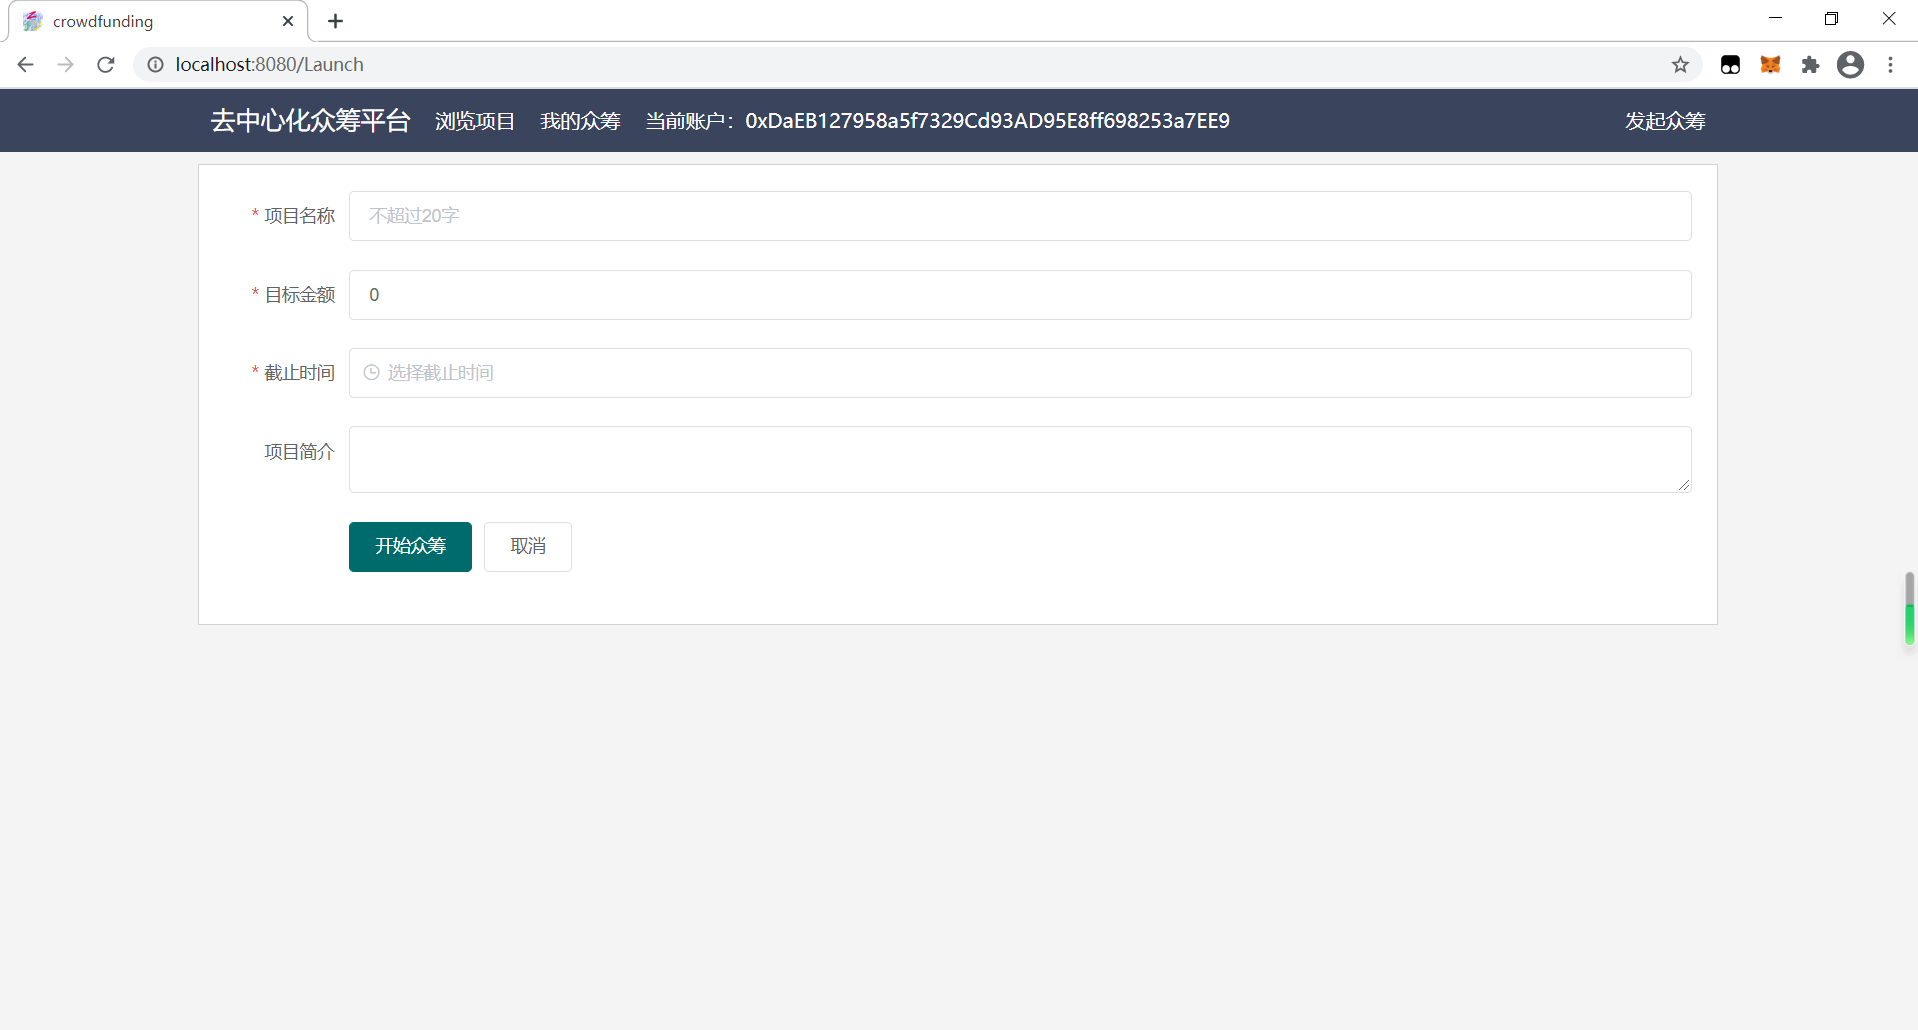 crowdfunding
localhost:8080/Launch
去中心化众筹平台 浏览项目 我的众筹 当前账户：0xDaEB127958a5f7329Cd93AD95E8ff698253a7EE9 发起众筹
* 项目名称 不超过20字
* 目标金额 0
* 截止时间 选择截止时间
项目简介
开始众筹 取消